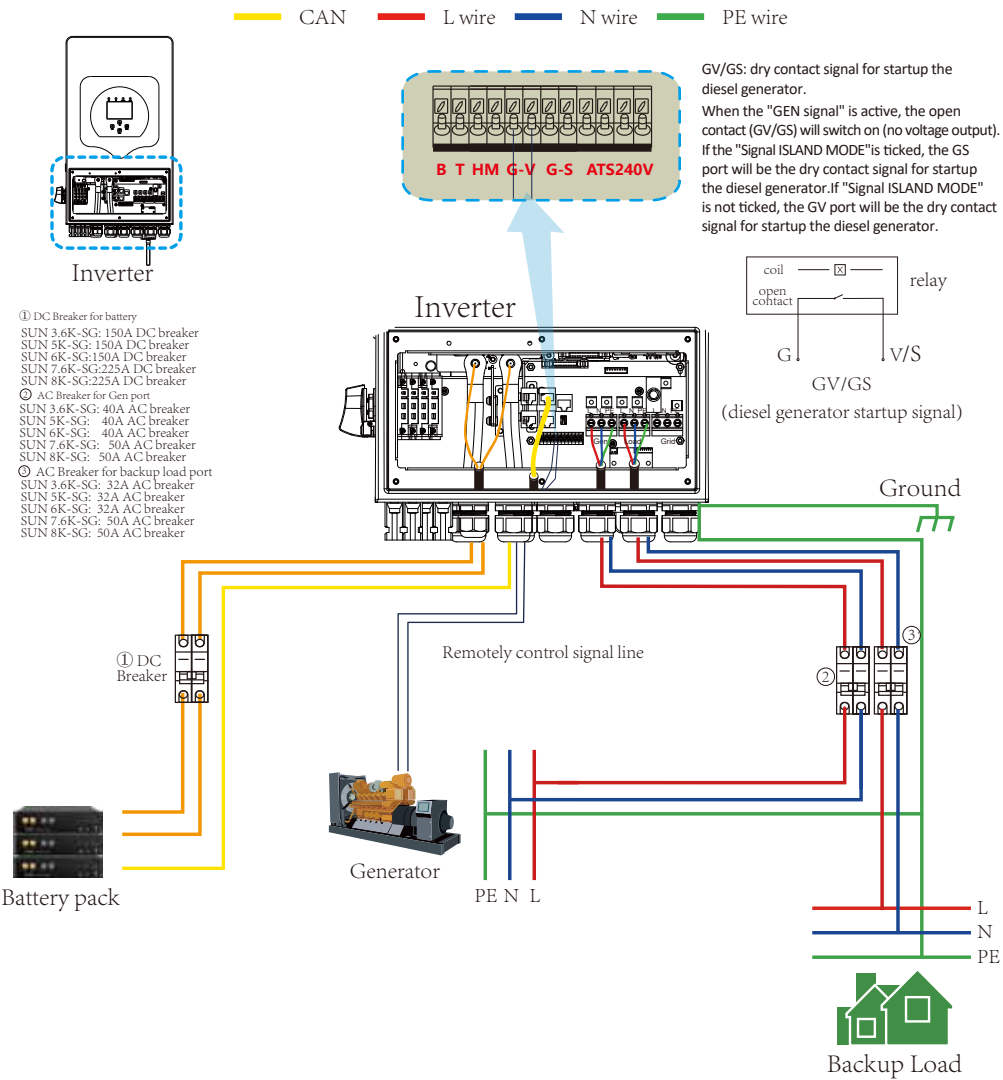 CAN
L wire
N wire
PE wire
Inverter
B T HM G-V G-S ATS240V
GV/GS: dry contact signal for startup the
diesel generator.
When the "GEN signal" is active, the open
contact (GV/GS) will switch on (no voltage output).
If the "Signal ISLAND MODE"is ticked, the GS
port will be the dry contact signal for startup
the diesel generator.If "Signal ISLAND MODE"
is not ticked, the GV port will be the dry contact
signal for startup the diesel generator.
coil
open
contact
relay
G
V/S
GV/GS
(diesel generator startup signal)
① DC Breaker for battery
SUN 3.6K-SG: 150A DC breaker
SUN 5K-SG: 150A DC breaker
SUN 6K-SG:150A DC breaker
SUN 7.6K-SG:225A DC breaker
SUN 8K-SG:225A DC breaker
② AC Breaker for Gen port
SUN 3.6K-SG: 40A AC breaker
SUN 5K-SG: 40A AC breaker
SUN 6K-SG: 40A AC breaker
SUN 7.6K-SG: 50A AC breaker
SUN 8K-SG: 50A AC breaker
③ AC Breaker for backup load port
SUN 3.6K-SG: 32A AC breaker
SUN 5K-SG: 32A AC breaker
SUN 6K-SG: 32A AC breaker
SUN 7.6K-SG: 50A AC breaker
SUN 8K-SG: 50A AC breaker
Inverter
L N PE L N PE L N
Gen Load Grid
Ground
① DC
Breaker
Remotely control signal line
②
③
Battery pack
Generator
PE N L
L
N
PE
Backup Load